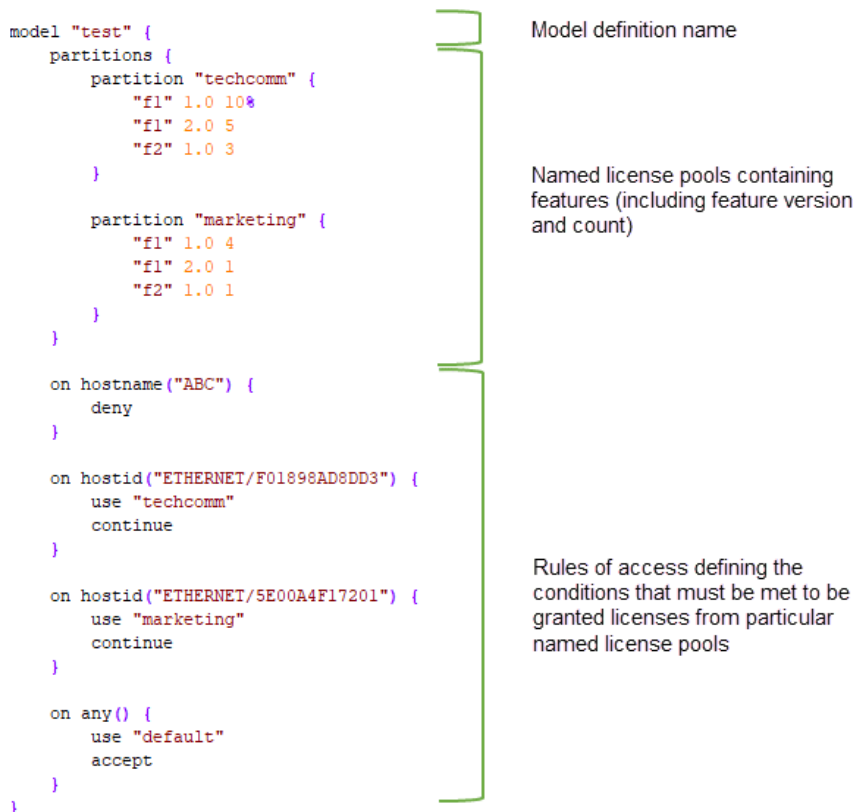 model "test" {
partitions {
partition "techcomm" {
"f1" 1.0 10%
"f1" 2.0 5
"f2" 1.0 3
}
partition "marketing" {
"f1" 1.0 4
"f1" 2.0 1
"f2" 1.0 1
}
}
on hostname("ABC") {
deny
}
on hostid("ETHERNET/F01898AD8DD3") {
use "techcomm"
continue
}
on hostid("ETHERNET/5E00A4F17201") {
use "marketing"
continue
}
on any() {
use "default"
accept
}
}
Model definition name
Named license pools containing
features (including feature version
and count)
Rules of access defining the
conditions that must be met to be
granted licenses from particular
named license pools